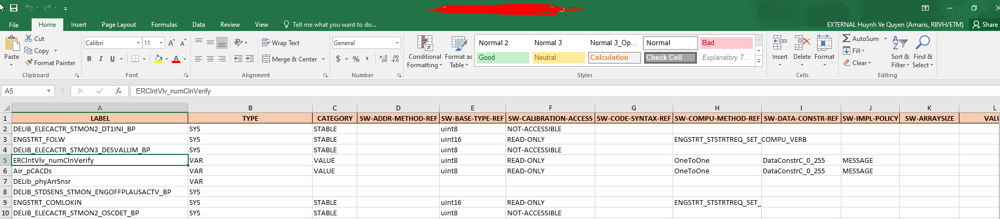 File Home Insert Page Layout Formulas Data Review View Tell me what you want to do... EXTERNAL Huynh Ve Quyen (Amaris, RBVH/ETM) Share
Paste Cut Copy Format Painter Clipboard
Calibri 11 A A B I U A Font
Wrap Text Merge & Center Alignment
General $ % , .00 .00 Number
Conditional Formatting Format as Table
Normal 2 Normal 3 Normal 3_Op... Normal Bad
Good Neutral Calculation Check Cell Explanatory T...
Styles
Insert Delete Format Cells
AutoSum Fill Clear Sort & Filter Find & Select Editing
A5 fx ERClntVlv_numClnVerify
A B C D E F G H I J K L
1 LABEL TYPE CATEGORY SW-ADDR-METHOD-REF SW-BASE-TYPE-REF SW-CALIBRATION-ACCESS SW-CODE-SYNTAX-REF SW-COMPU-METHOD-REF SW-DATA-CONSTR-REF SW-IMPL-POLICY SW-ARRAYSIZE VALU
2 DELIB_ELECACTR_STMON2_DT1INI_BP SYS STABLE uint8 NOT-ACCESSIBLE
3 ENGSTRT_FOLW SYS STABLE uint16 READ-ONLY ENGSTRT_STSTRTREQ_SET_COMPU_VERB
4 DELIB_ELECACTR_STMON3_DESVALLIM_BP SYS STABLE uint8 NOT-ACCESSIBLE
5 ERClntVlv_numClnVerify VAR VALUE uint8 READ-ONLY OneToOne DataConstrC_0_255 MESSAGE
6 Air_pCACDs VAR VALUE uint8 READ-ONLY OneToOne DataConstrC_0_255 MESSAGE
7 DELib_phyArrSnsr VAR
8 DELIB_STDSENS_STMON_ENGOFFPLAUSACTV_BP SYS
9 ENGSTRT_COMLOKIN SYS STABLE uint16 READ-ONLY ENGSTRT_STSTRTREQ_SET_
10 DELIB_ELECACTR_STMON2_OSCDET_BP SYS STABLE uint8 NOT-ACCESSIBLE